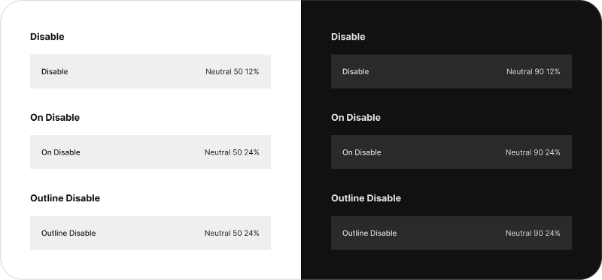 Disable
Disable Neutral 50 12%
On Disable
On Disable Neutral 50 24%
Outline Disable
Outline Disable Neutral 50 24%
Disable
Disable Neutral 90 12%
On Disable
On Disable Neutral 90 24%
Outline Disable
Outline Disable Neutral 90 24%